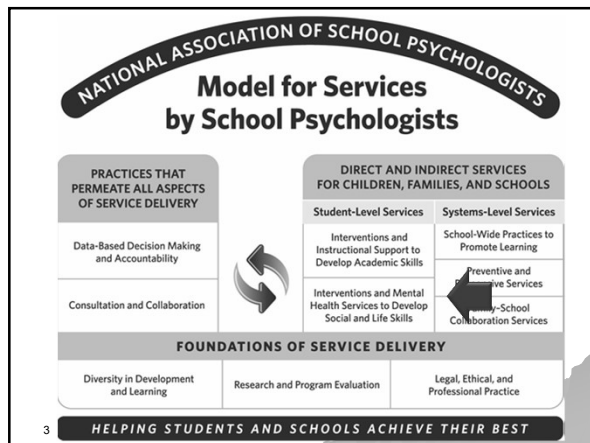 NATIONAL ASSOCIATION OF SCHOOL PSYCHOLOGISTS
Model for Services
by School Psychologists
PRACTICES THAT
PERMEATE ALL ASPECTS
OF SERVICE DELIVERY
Data-Based Decision Making
and Accountability
Consultation and Collaboration
DIRECT AND INDIRECT SERVICES
FOR CHILDREN, FAMILIES, AND SCHOOLS
Student-Level Services
Interventions and
Instructional Support to
Develop Academic Skills
Interventions and Mental
Health Services to Develop
Social and Life Skills
Systems-Level Services
School-Wide Practices to
Promote Learning
Preventive and
Services
-School
Collaboration Services
FOUNDATIONS OF SERVICE DELIVERY
Diversity in Development
and Learning
Research and Program Evaluation
Legal, Ethical, and
Professional Practice
3
HELPING STUDENTS AND SCHOOLS ACHIEVE THEIR BEST